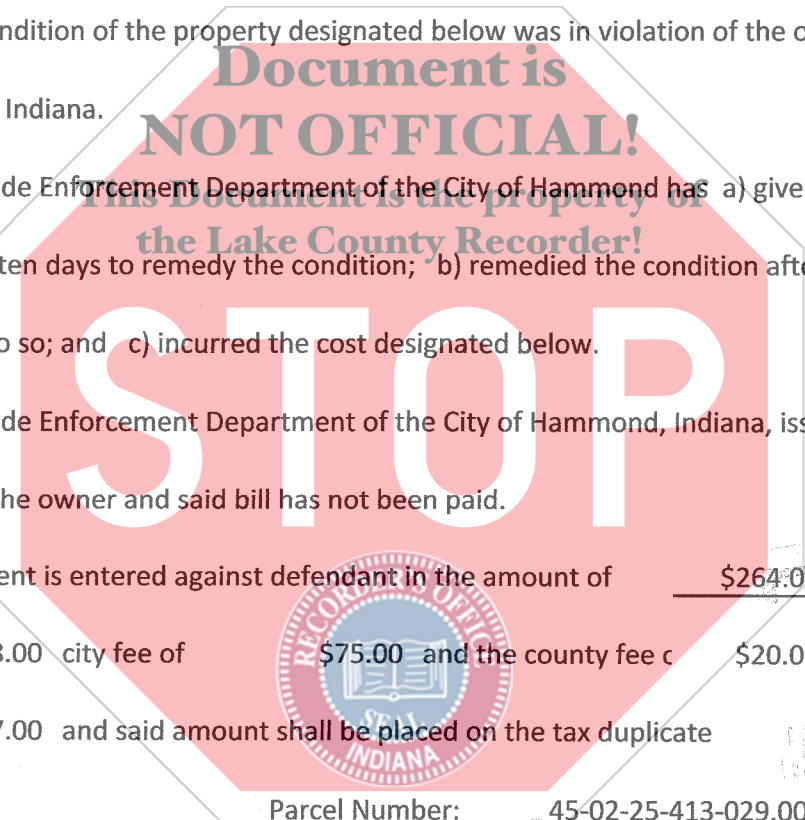 ndition of the property designated below was in violation of the o
Document is
Indiana.
NOT OFFICIAL!
de Enforcement Department of the City of Hammond has a) give
This Document is the property of
the Lake County Recorder!
ten days to remedy the condition; b) remedied the condition afte
o so; and c) incurred the cost designated below.
STOP
de Enforcement Department of the City of Hammond, Indiana, iss
he owner and said bill has not been paid.
ent is entered against defendant in the amount of $264.0
RECORDER'S OFFICE
8.00 city fee of $75.00 and the county fee c $20.0
SEAL
7.00 and said amount shall be placed on the tax duplicate
INDIANA
Parcel Number: 45-02-25-413-029.00